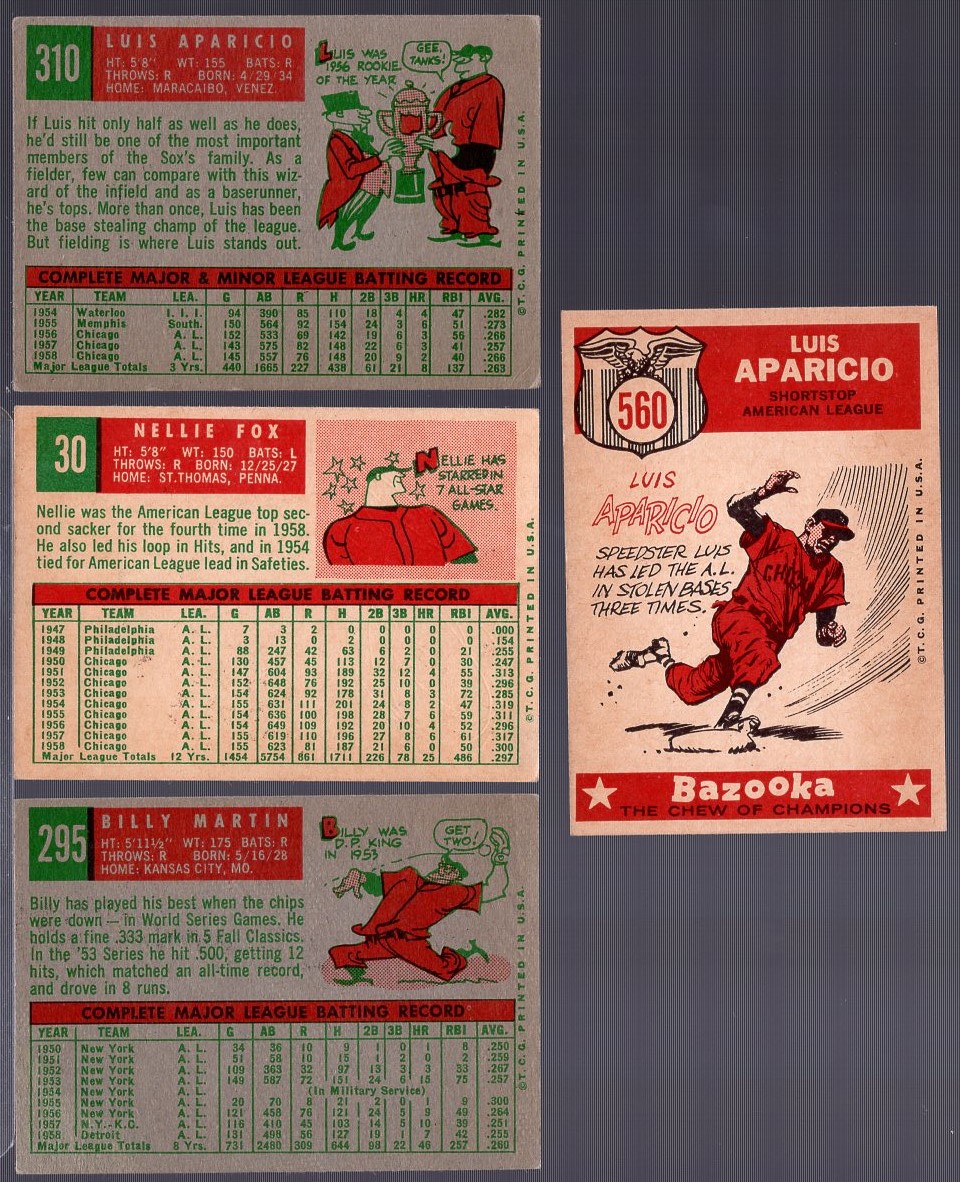 310
LUIS APARICIO
HT: 5'8" WT: 155 BATS: R
THROWS: R BORN: 4/29/34
HOME: MARACAIBO, VENEZ.
LUIS WAS
1956 ROOKIE
OF THE YEAR
GEE,
TANKS!
If Luis hit only half as well as he does,
he'd still be one of the most important
members of the Sox's family. As a
fielder, few can compare with this wiz-
ard of the infield and as a baserunner,
he's tops. More than once, Luis has been
the base stealing champ of the league.
But fielding is where Luis stands out.
COMPLETE MAJOR & MINOR LEAGUE BATTING RECORD
YEAR TEAM LEA. G AB R H 2B 3B HR RBI AVG.
1954 Waterloo I. I. I. 94 390 85 110 18 4 4 47 .282
1955 Memphis South. 150 564 92 154 24 3 6 51 .273
1956 Chicago A. L. 152 533 69 142 19 6 3 56 .266
1957 Chicago A. L. 143 575 82 148 22 6 3 41 .257
1958 Chicago A. L. 145 557 76 148 20 9 2 40 .266
Major League Totals 3 Yrs. 440 1665 227 438 61 21 8 137 .263
©T.C.G. PRINTED IN U.S.A.
30
NELLIE FOX
HT: 5'8" WT: 150 BATS: L
THROWS: R BORN: 12/25/27
HOME: ST.THOMAS, PENNA.
NELLIE HAS
STARRED IN
7 ALL-STAR
GAMES.
Nellie was the American League top sec-
ond sacker for the fourth time in 1958.
He also led his loop in Hits, and in 1954
tied for American League lead in Safeties.
COMPLETE MAJOR LEAGUE BATTING RECORD
YEAR TEAM LEA. G AB R H 2B 3B HR RBI AVG.
1947 Philadelphia A. L. 7 3 2 0 0 0 0 0 .000
1948 Philadelphia A. L. 3 13 0 2 0 0 0 0 .154
1949 Philadelphia A. L. 88 247 42 63 6 2 0 21 .255
1950 Chicago A. L. 130 457 45 113 12 7 0 30 .247
1951 Chicago A. L. 147 604 93 189 32 12 4 55 .313
1952 Chicago A. L. 152 648 76 192 25 10 0 39 .296
1953 Chicago A. L. 154 624 92 178 31 8 3 72 .285
1954 Chicago A. L. 155 631 111 201 24 8 2 47 .319
1955 Chicago A. L. 154 636 100 198 28 7 6 59 .311
1956 Chicago A. L. 154 649 109 192 20 10 4 52 .296
1957 Chicago A. L. 155 619 110 196 27 8 6 61 .317
1958 Chicago A. L. 155 623 81 187 21 6 0 50 .300
Major League Totals 12 Yrs. 1454 5754 861 1711 226 78 25 486 .297
©T.C.G. PRINTED IN U.S.A.
295
BILLY MARTIN
HT: 5'11½" WT: 175 BATS: R
THROWS: R BORN: 5/16/28
HOME: KANSAS CITY, MO.
BILLY WAS
D.P. KING
IN 1953
GET
TWO!
Billy has played his best when the chips
were down — in World Series Games. He
holds a fine .333 mark in 5 Fall Classics.
In the '53 Series he hit .500, getting 12
hits, which matched an all-time record,
and drove in 8 runs.
COMPLETE MAJOR LEAGUE BATTING RECORD
YEAR TEAM LEA. G AB R H 2B 3B HR RBI AVG.
1950 New York A. L. 34 36 10 9 1 0 1 8 .250
1951 New York A. L. 51 58 10 15 1 2 0 2 .259
1952 New York A. L. 109 363 32 97 13 3 3 33 .267
1953 New York A. L. 149 587 72 151 24 6 15 75 .257
1954 New York A. L. (In Military Service)
1955 New York A. L. 20 70 8 21 2 0 1 9 .300
1956 New York A. L. 121 458 76 121 24 5 9 49 .264
1957 N.Y.-K.C. A. L. 116 410 45 103 14 5 10 39 .251
1958 Detroit A. L. 131 498 56 127 19 1 7 42 .255
Major League Totals 8 Yrs. 731 2480 309 644 98 22 46 257 .260
©T.C.G. PRINTED IN U.S.A.
560
LUIS
APARICIO
SHORTSTOP
AMERICAN LEAGUE
LUIS
APARICIO
SPEEDSTER LUIS
HAS LED THE A.L.
IN STOLEN BASES
THREE TIMES.
©T.C.G. PRINTED IN U.S.A.
Bazooka
THE CHEW OF CHAMPIONS